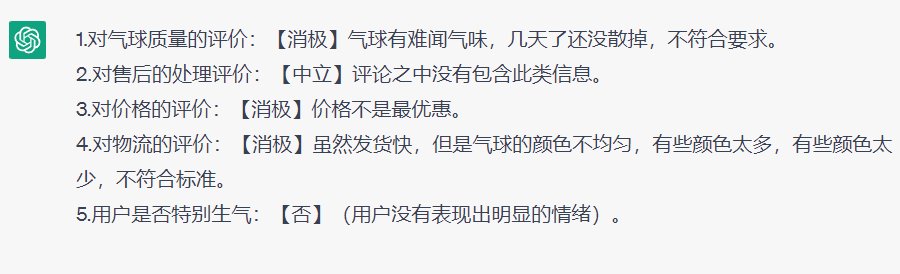 1.对气球质量的评价：【消极】气球有难闻气味，几天了还没散掉，不符合要求。
2.对售后的处理评价：【中立】评论之中没有包含此类信息。
3.对价格的评价：【消极】价格不是最优惠。
4.对物流的评价：【消极】虽然发货快，但是气球的颜色不均匀，有些颜色太多，有些颜色太
少，不符合标准。
5.用户是否特别生气：【否】（用户没有表现出明显的情绪）。